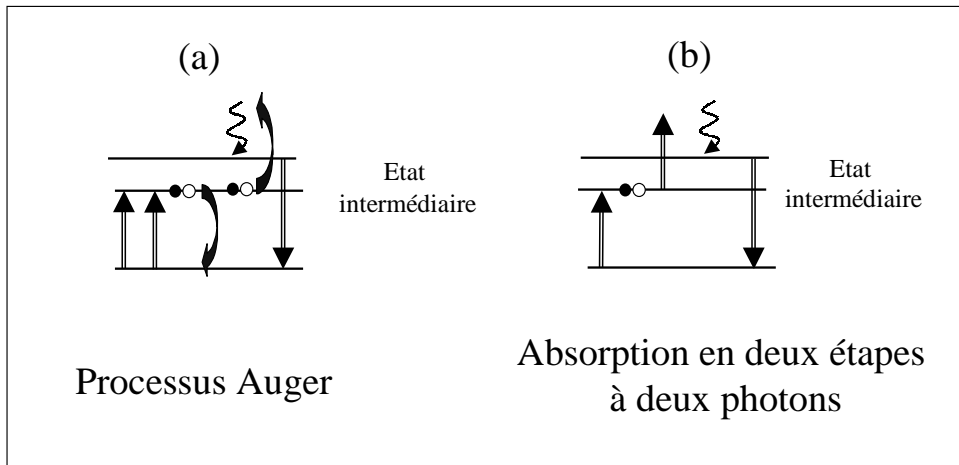 (a)
Etat
intermédiaire
Processus Auger
(b)
Etat
intermédiaire
Absorption en deux étapes
à deux photons